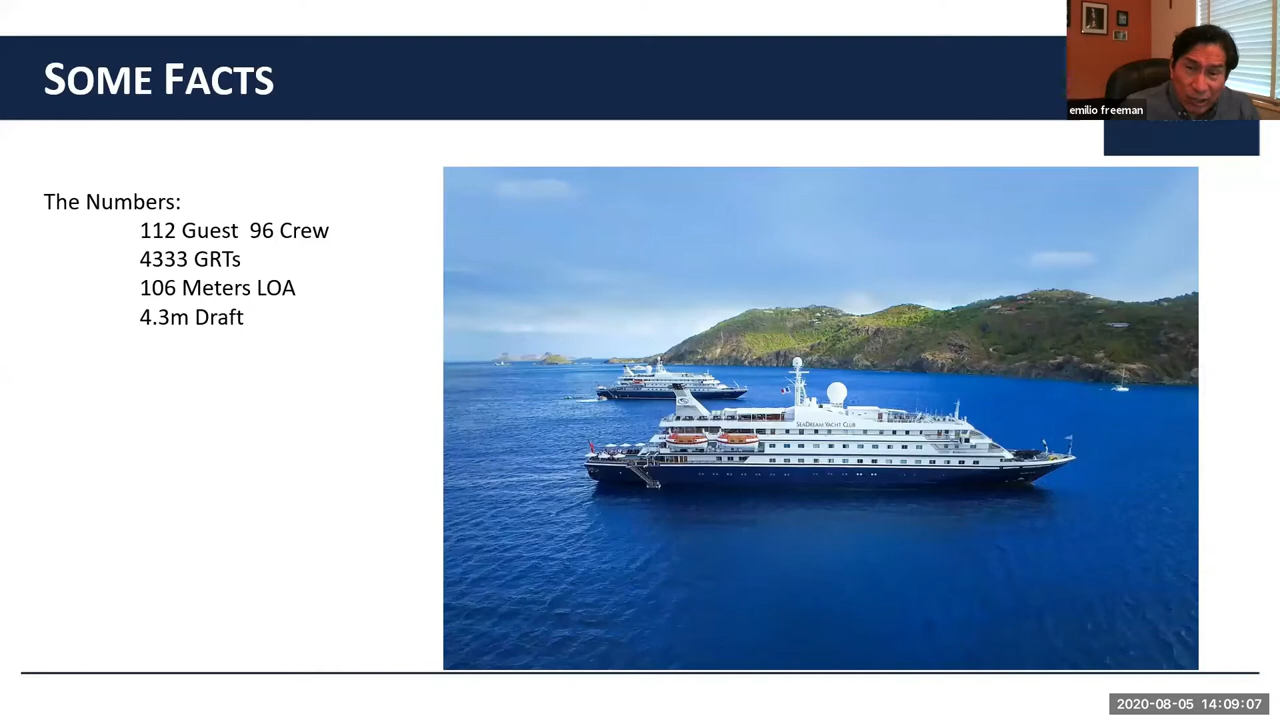 SOME FACTS
emilio freeman
The Numbers:
112 Guest 96 Crew
4333 GRTs
106 Meters LOA
4.3m Draft
SEADREAM YACHT CLUB
2020-08-05 14:09:07